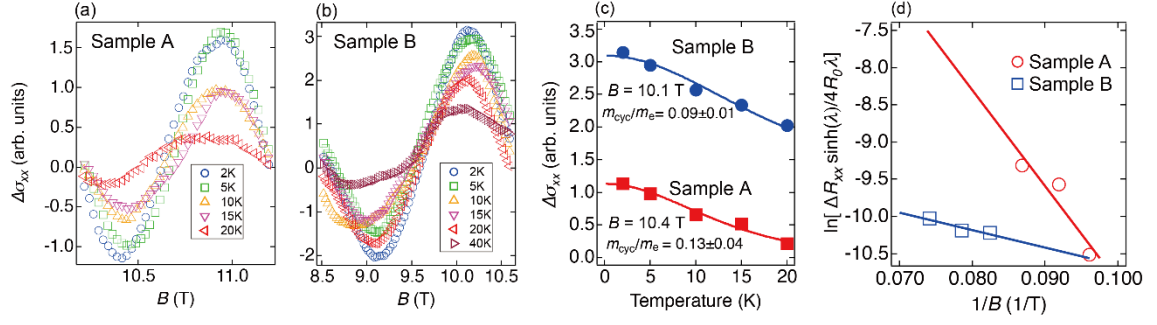 (a)
Sample A
Δσxx (arb. units)
1.5
1.0
0.5
0.0
-0.5
-1.0
2K
5K
10K
15K
20K
10.5
11.0
B (T)
(b)
Sample B
3
2
1
0
-1
-2
2K
5K
10K
15K
20K
40K
8.5
9.0
9.5
10.0
10.5
B (T)
(c)
Δσxx (arb. units)
4.0
3.5
3.0
2.5
2.0
1.5
1.0
0.5
0.0
Sample B
B = 10.1 T
mcyc/me = 0.09±0.01
Sample A
B = 10.4 T
mcyc/me = 0.13±0.04
0
5
10
15
20
Temperature (K)
(d)
ln[ ΔRxx sinh(λ)/4R0λ]
-7.5
-8.0
-8.5
-9.0
-9.5
-10.0
-10.5
Sample A
Sample B
0.070
0.080
0.090
0.100
1/B (1/T)